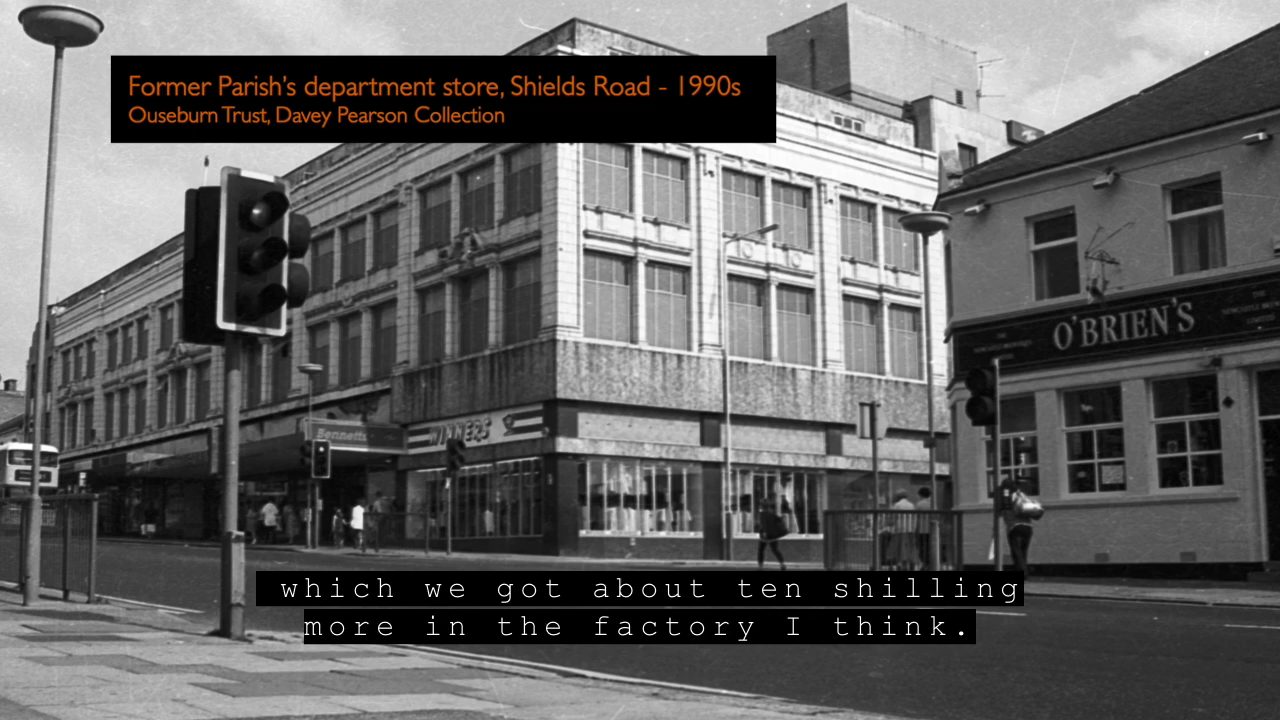 Former Parish's department store, Shields Road - 1990s
Ouseburn Trust, Davey Pearson Collection
O'BRIEN'S
Bennetts
WINNERS
which we got about ten shilling
more in the factory I think.